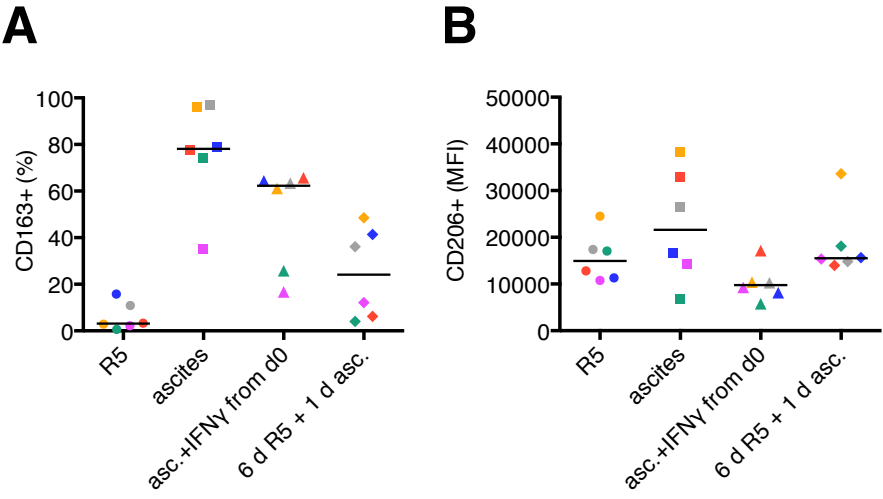 A
CD163+ (%)
100
80
60
40
20
0
R5
ascites
asc.+IFNγ from d0
6 d R5 + 1 d asc.
B
CD206+ (MFI)
50000
40000
30000
20000
10000
0
R5
ascites
asc.+IFNγ from d0
6 d R5 + 1 d asc.